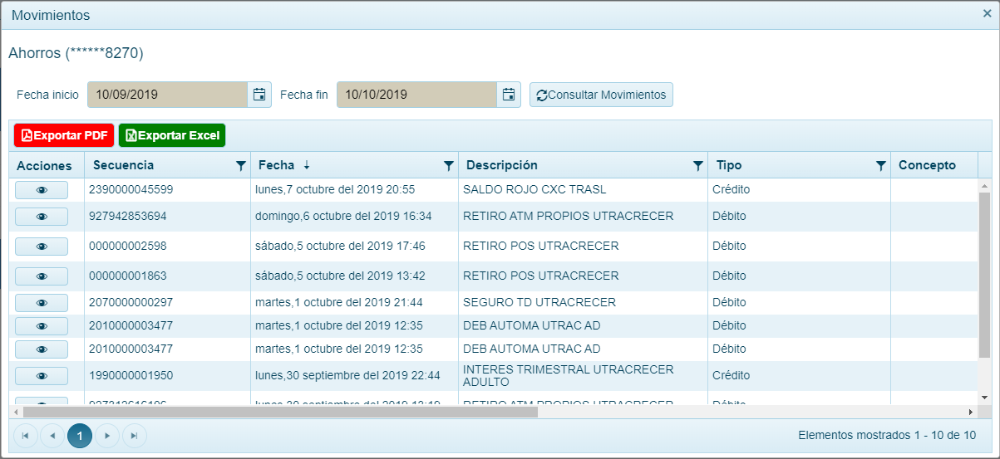 Movimientos
Ahorros (******8270)
Fecha inicio 10/09/2019 Fecha fin 10/10/2019 Consultar Movimientos
Exportar PDF Exportar Excel
Acciones Secuencia Fecha ↓ Descripción Tipo Concepto
2390000045599 lunes,7 octubre del 2019 20:55 SALDO ROJO CXC TRASL Crédito
927942853694 domingo,6 octubre del 2019 16:34 RETIRO ATM PROPIOS UTRACRECER Débito
000000002598 sábado,5 octubre del 2019 17:46 RETIRO POS UTRACRECER Débito
000000001863 sábado,5 octubre del 2019 13:42 RETIRO POS UTRACRECER Débito
2070000000297 martes,1 octubre del 2019 21:44 SEGURO TD UTRACRECER Débito
2010000003477 martes,1 octubre del 2019 12:35 DEB AUTOMA UTRAC AD Débito
2010000003477 martes,1 octubre del 2019 12:35 DEB AUTOMA UTRAC AD Débito
1990000001950 lunes,30 septiembre del 2019 22:44 INTERES TRIMESTRAL UTRACRECER Crédito
ADULTO
lunes,30 septiembre del 2019 RETIRO ATM PROPIOS UTRACRECER Débito
1
Elementos mostrados 1 - 10 de 10